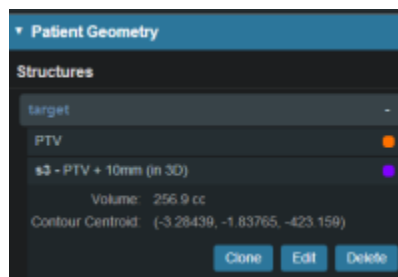 Patient Geometry
Structures
target -
PTV
s3 - PTV + 10mm (in 3D)
Volume: 256.9 cc
Contour Centroid: (-3.28439, -1.83765, -423.159)
Clone Edit Delete